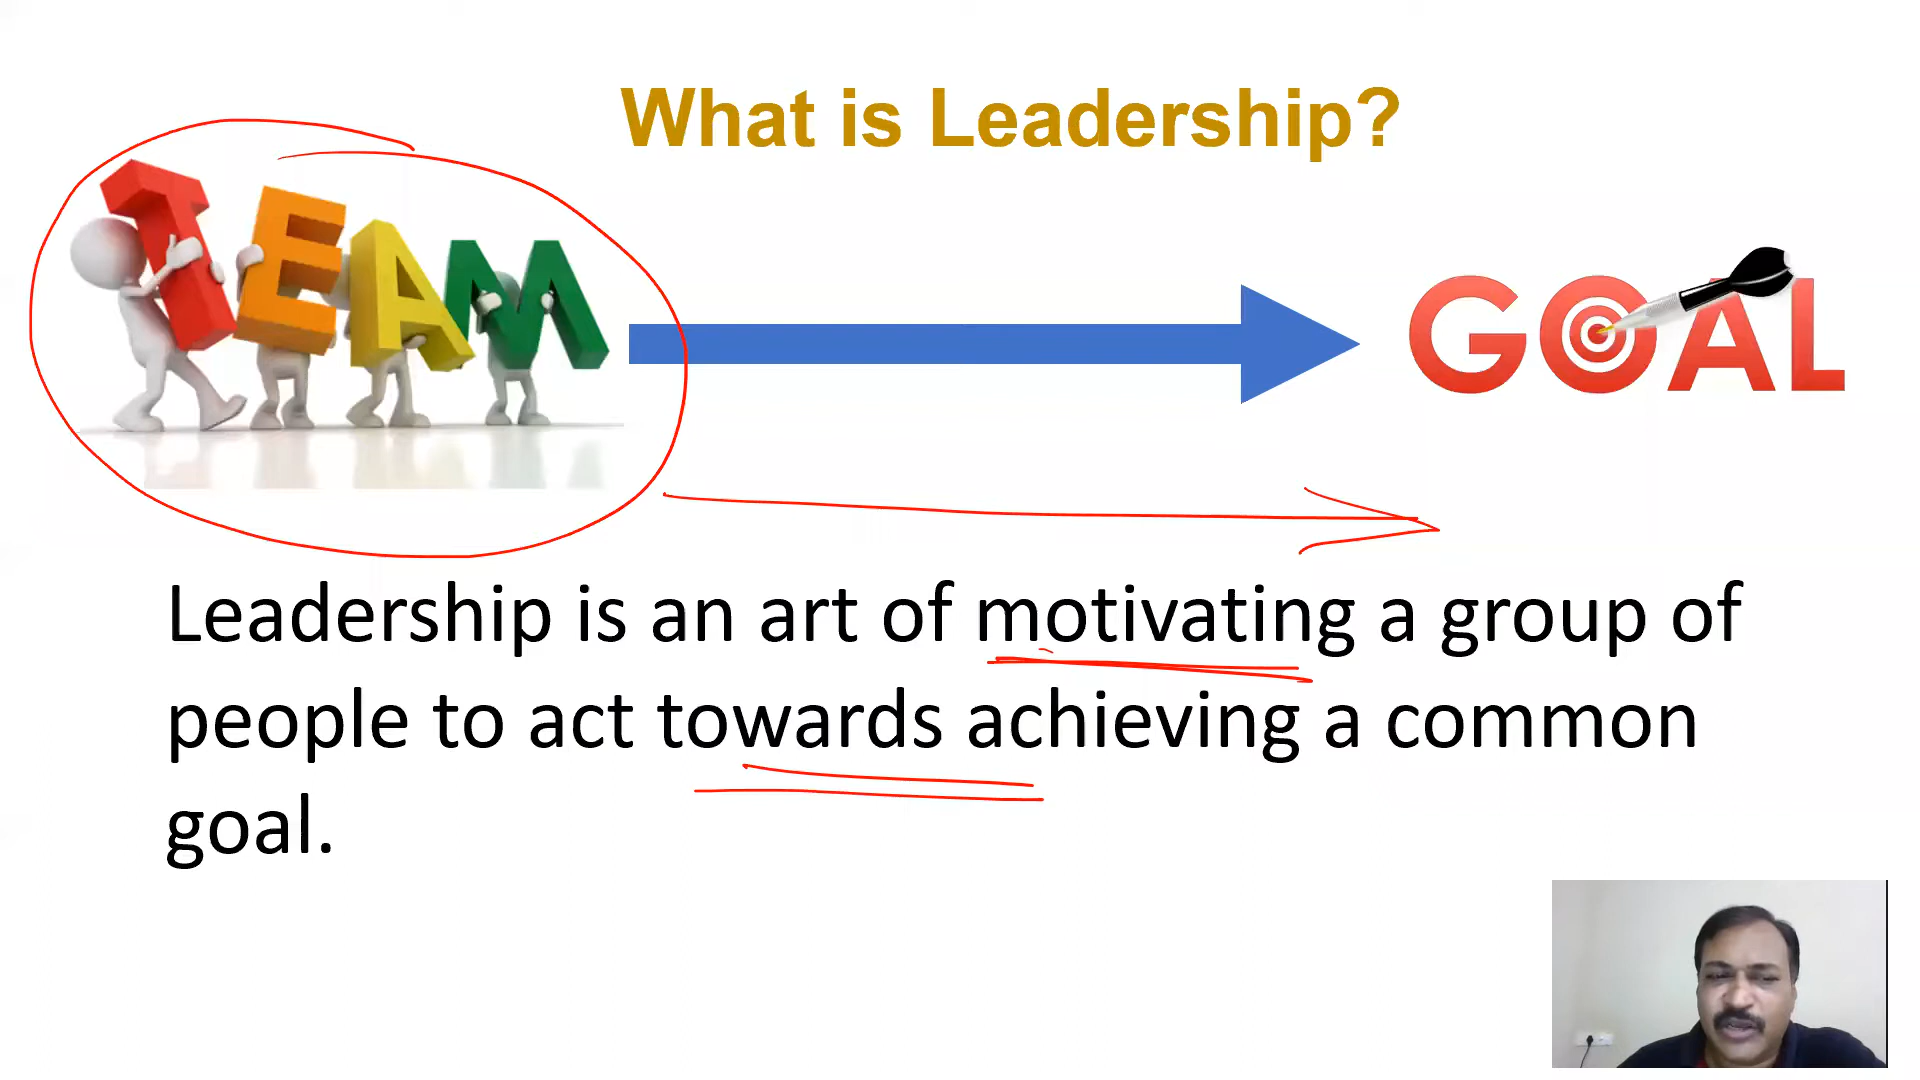 What is Leadership?
TEAM
GOAL
Leadership is an art of motivating a group of
people to act towards achieving a common
goal.